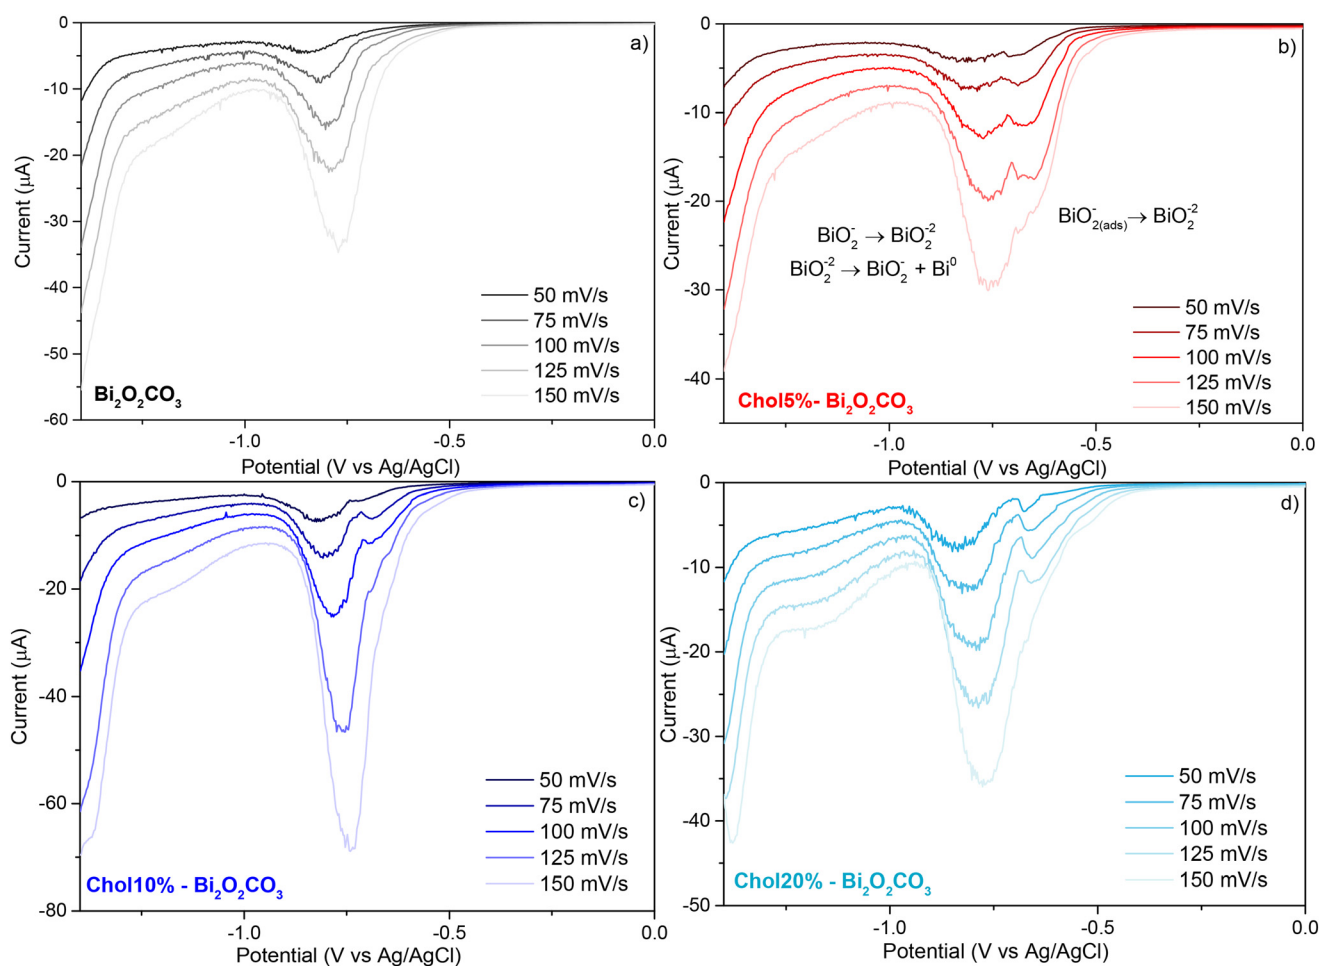 a)
0
-10
-20
-30
-40
-50
-60
Current (μA)
50 mV/s
75 mV/s
100 mV/s
125 mV/s
150 mV/s
Bi₂O₂CO₃
-1.0
-0.5
0.0
Potential (V vs Ag/AgCl)
b)
0
-10
-20
-30
-40
Current (μA)
BiO₂⁻ → BiO₂⁻²
BiO₂⁻² → BiO₂⁻ + Bi⁰
BiO₂(ads)⁻ → BiO₂⁻²
50 mV/s
75 mV/s
100 mV/s
125 mV/s
150 mV/s
Chol5%- Bi₂O₂CO₃
-1.0
-0.5
0.0
Potential (V vs Ag/AgCl)
c)
0
-20
-40
-60
-80
Current (μA)
50 mV/s
75 mV/s
100 mV/s
125 mV/s
150 mV/s
Chol10% - Bi₂O₂CO₃
-1.0
-0.5
0.0
Potential (V vs Ag/AgCl)
d)
0
-10
-20
-30
-40
-50
Current (μA)
50 mV/s
75 mV/s
100 mV/s
125 mV/s
150 mV/s
Chol20% - Bi₂O₂CO₃
-1.0
-0.5
0.0
Potential (V vs Ag/AgCl)